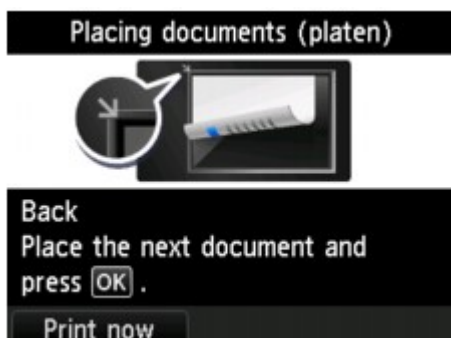 Placing documents (platen)
Back
Place the next document and
press OK .
Print now